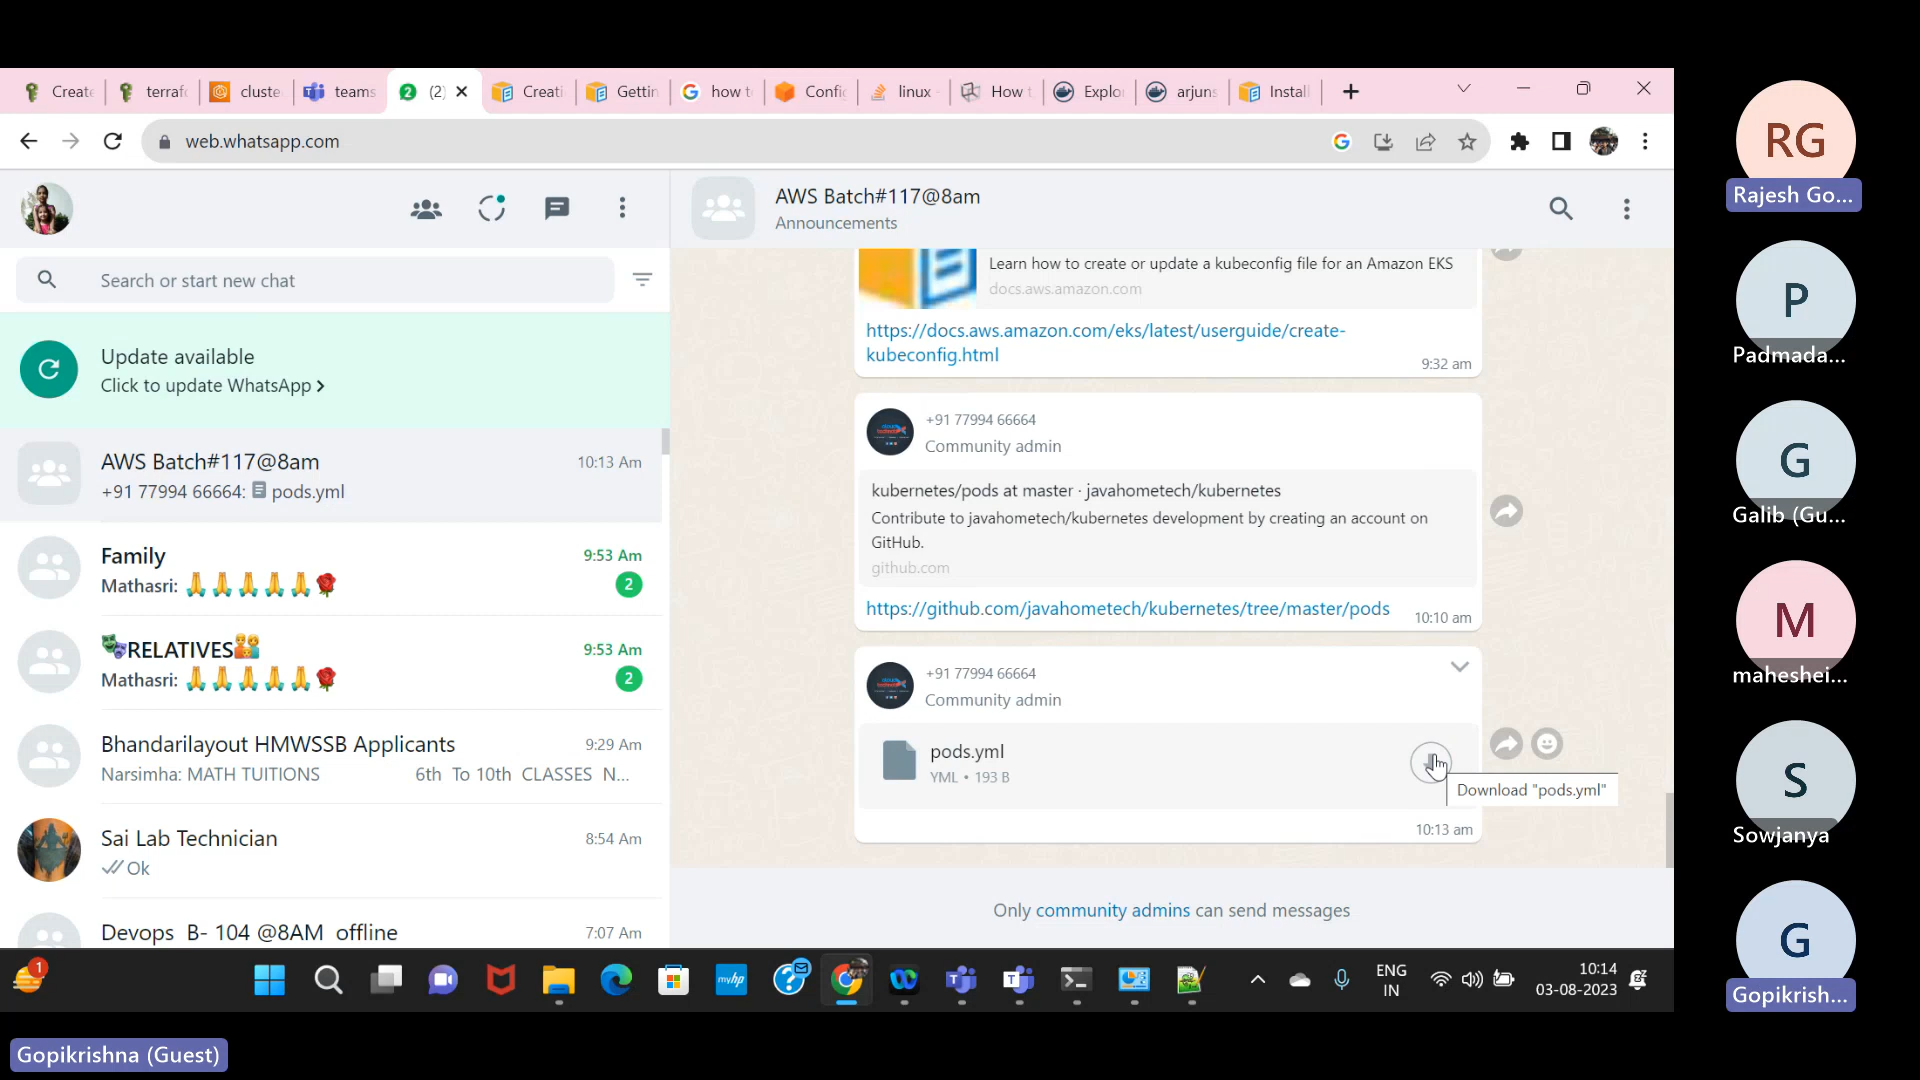 Create
terrafo
cluste
teams
(2)
Creati
Gettin
how t
Config
linux -
How t
Explo
arjuns
Install
web.whatsapp.com
AWS Batch#117@8am
Announcements
Search or start new chat
Update available
Click to update WhatsApp
AWS Batch#117@8am
10:13 Am
+91 77994 66664: pods.yml
Family
9:53 Am
Mathasri: 🙏🙏🙏🙏🙏🌹
2
🎭RELATIVES👨‍👩‍👦
9:53 Am
Mathasri: 🙏🙏🙏🙏🙏🌹
2
Bhandarilayout HMWSSB Applicants
9:29 Am
Narsimha: MATH TUITIONS 6th To 10th CLASSES N...
Sai Lab Technician
8:54 Am
Ok
Devops B- 104 @8AM offline
7:07 Am
Learn how to create or update a kubeconfig file for an Amazon EKS
docs.aws.amazon.com
https://docs.aws.amazon.com/eks/latest/userguide/create-
kubeconfig.html
9:32 am
+91 77994 66664
Community admin
kubernetes/pods at master · javahometech/kubernetes
Contribute to javahometech/kubernetes development by creating an account on
GitHub.
github.com
https://github.com/javahometech/kubernetes/tree/master/pods
10:10 am
+91 77994 66664
Community admin
pods.yml
YML • 193 B
Download "pods.yml"
10:13 am
Only community admins can send messages
1
myhp
ENG
IN
10:14
03-08-2023
RG
Rajesh Go...
P
Padmada...
G
Galib (Gu...
M
maheshei...
S
Sowjanya
G
Gopikrish...
Gopikrishna (Guest)